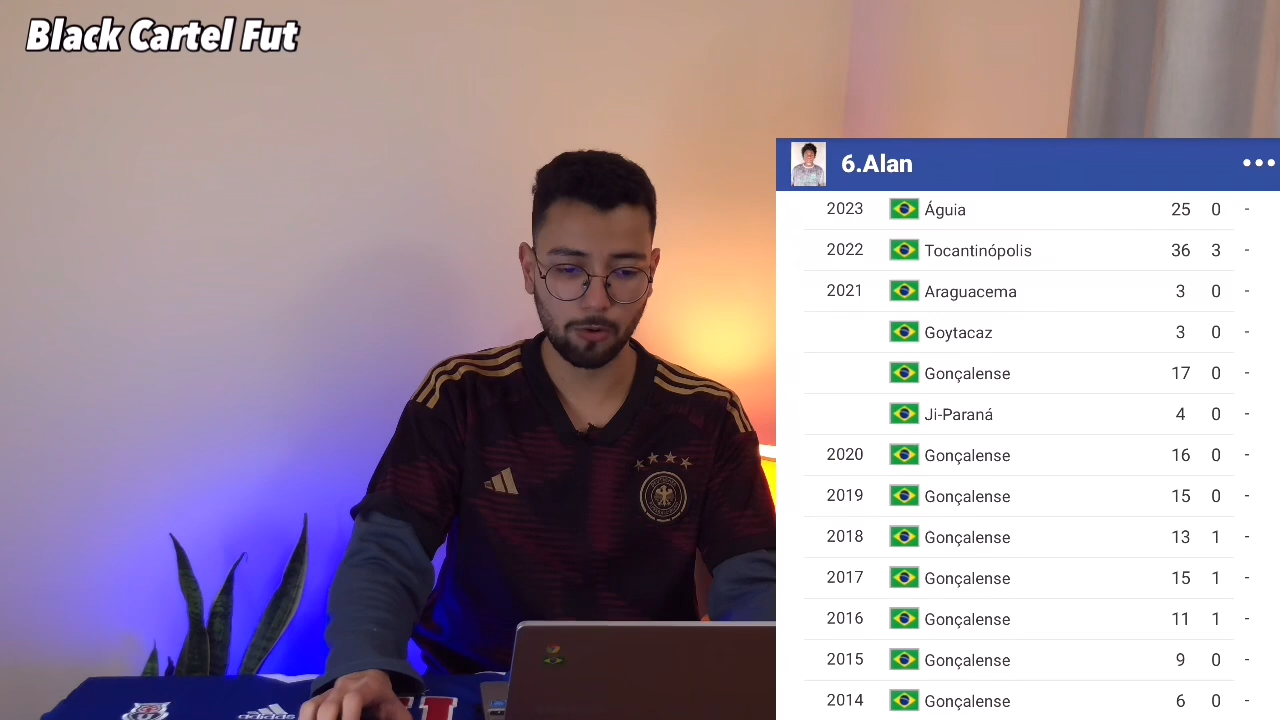 Black Cartel Fut
6.Alan
2023 Águia 25 0 -
2022 Tocantinópolis 36 3 -
2021 Araguacema 3 0 -
Goytacaz 3 0 -
Gonçalense 17 0 -
Ji-Paraná 4 0 -
2020 Gonçalense 16 0 -
2019 Gonçalense 15 0 -
2018 Gonçalense 13 1 -
2017 Gonçalense 15 1 -
2016 Gonçalense 11 1 -
2015 Gonçalense 9 0 -
2014 Gonçalense 6 0 -
adidas